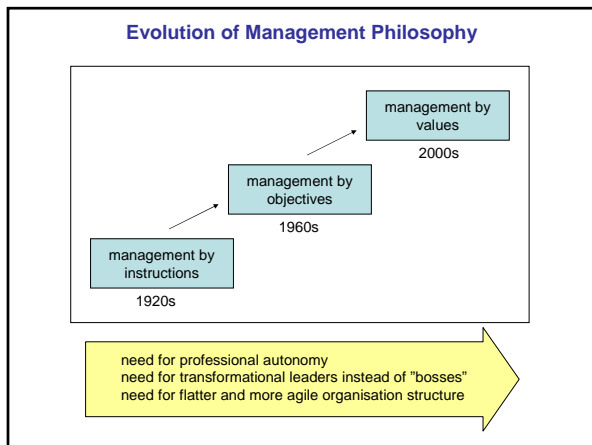 Evolution of Management Philosophy
management by
values
2000s
management by
objectives
1960s
management by
instructions
1920s
need for professional autonomy
need for transformational leaders instead of ”bosses”
need for flatter and more agile organisation structure